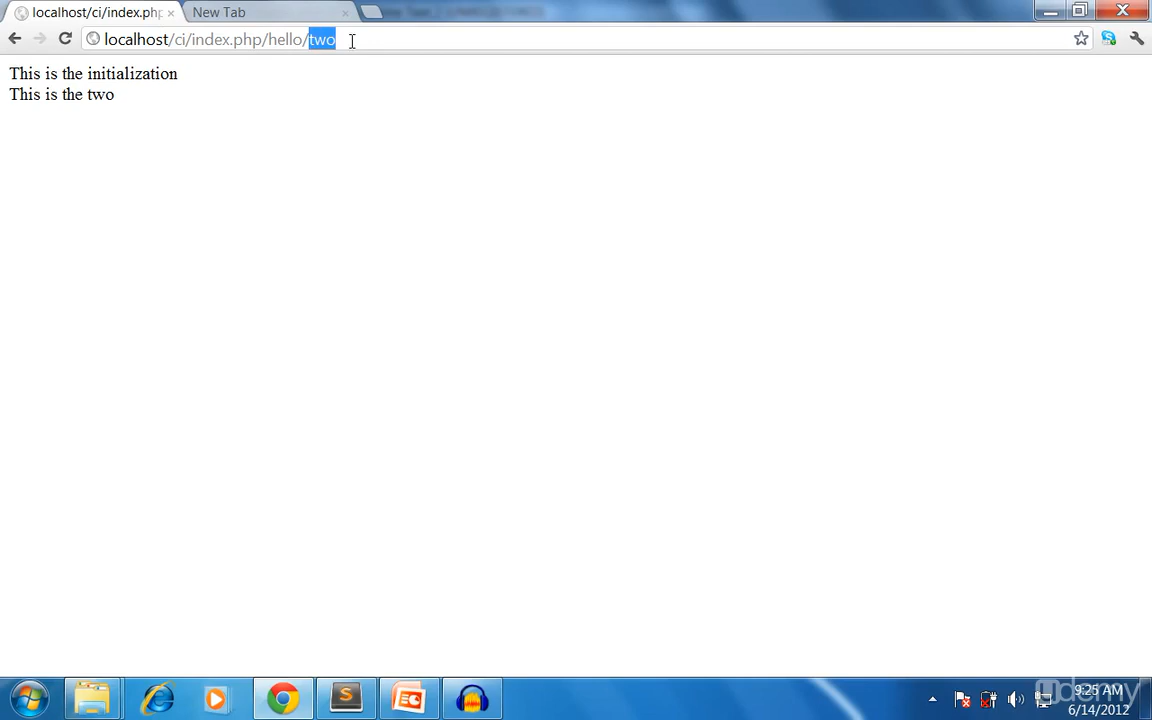 localhost/ci/index.php
New Tab
localhost/ci/index.php/hello/two
This is the initialization
This is the two
9:25 AM
6/14/2012
udemy